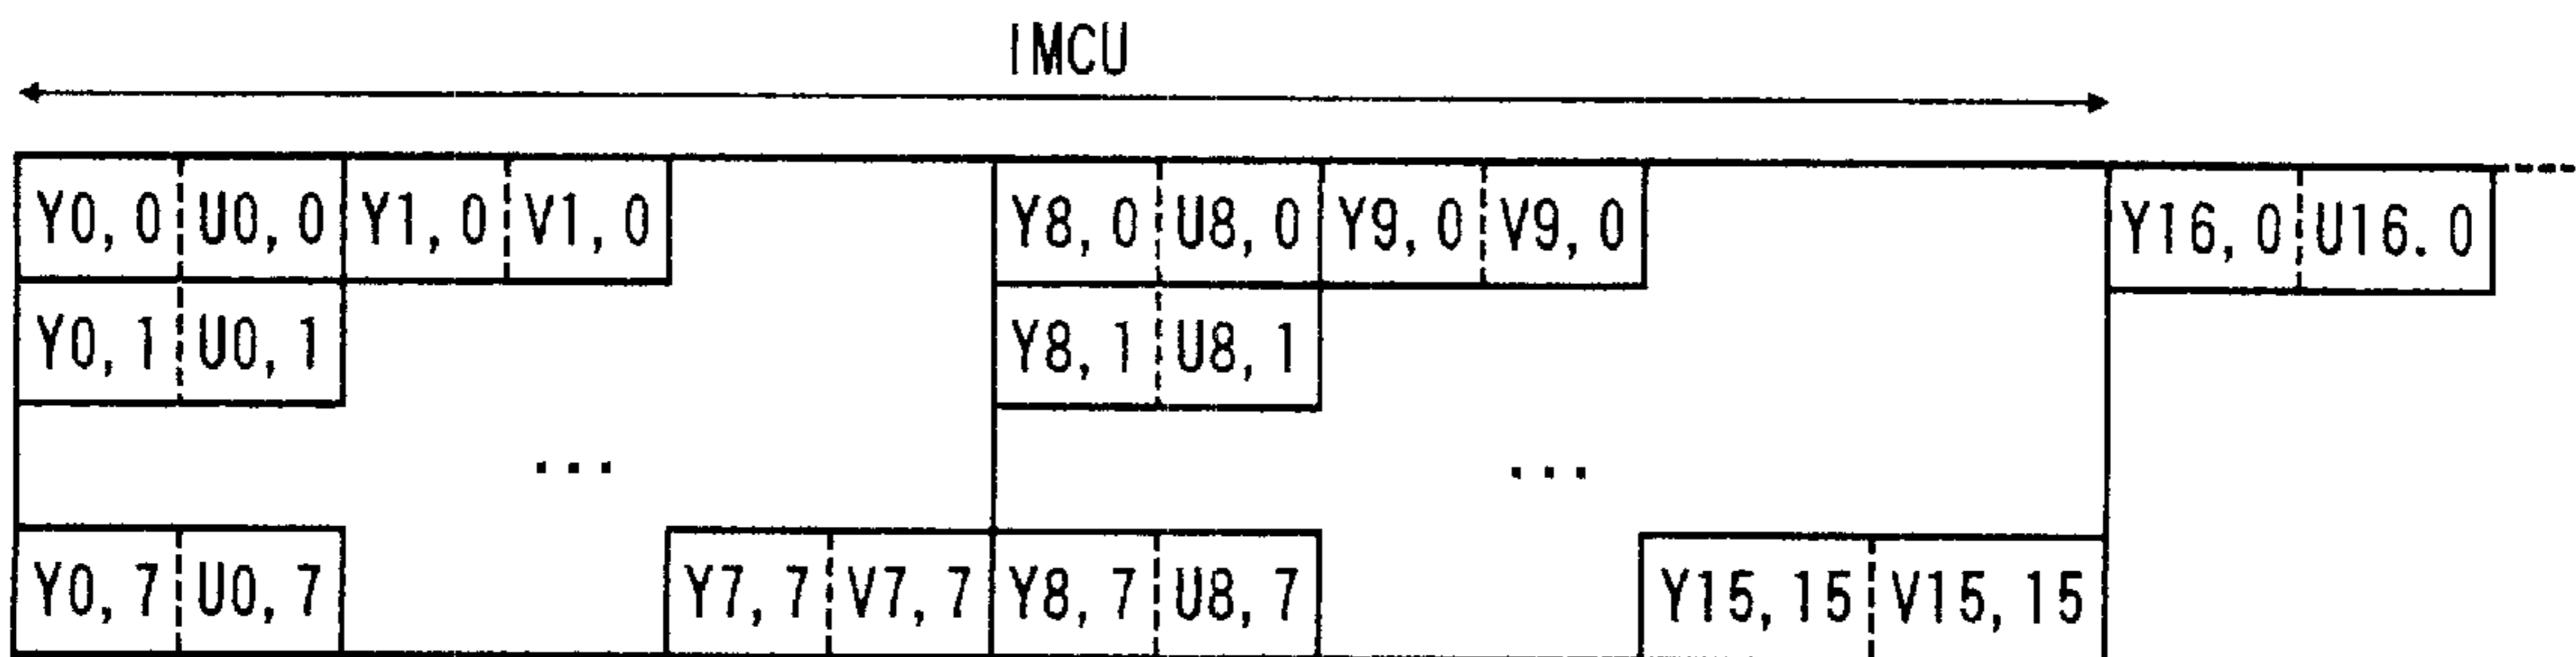 IMCU
Y0, 0 U0, 0 Y1, 0 V1, 0 Y8, 0 U8, 0 Y9, 0 V9, 0 Y16, 0 U16. 0
Y0, 1 U0, 1 Y8, 1 U8, 1
... ...
Y0, 7 U0, 7 Y7, 7 V7, 7 Y8, 7 U8, 7 Y15, 15 V15, 15